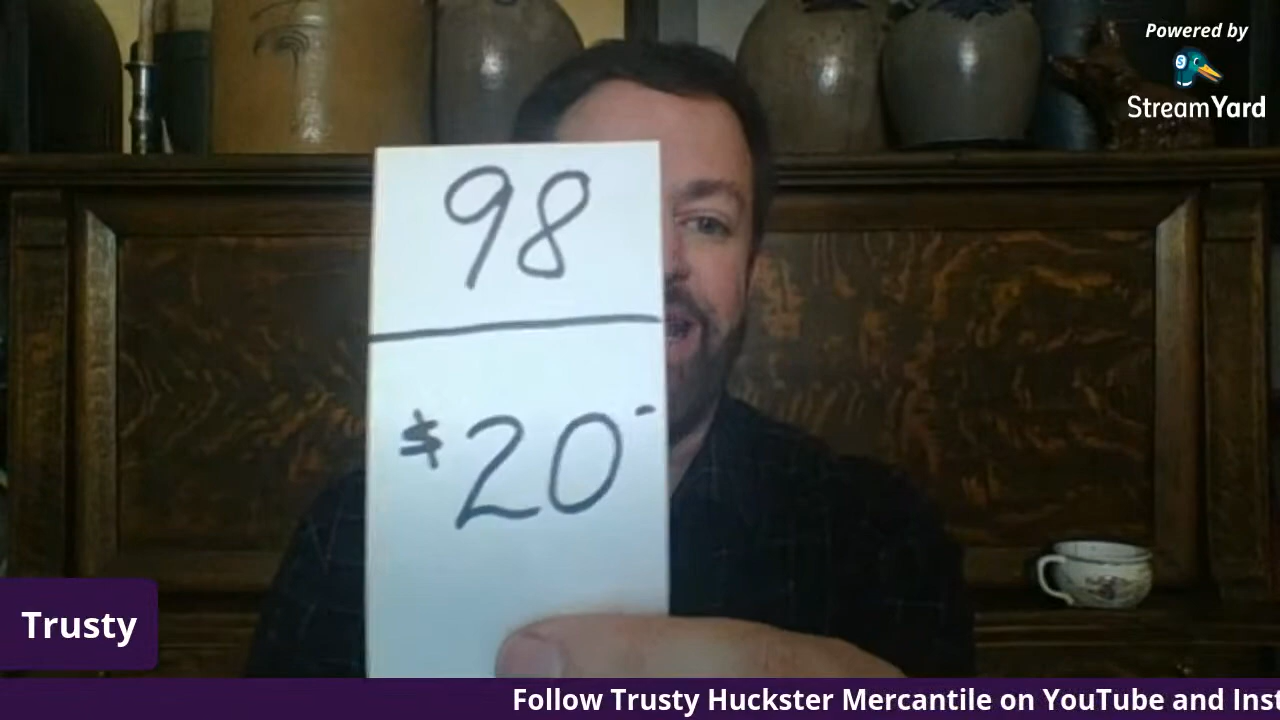 Powered by
StreamYard
98
$20-
Trusty
Follow Trusty Huckster Mercantile on YouTube and Inst